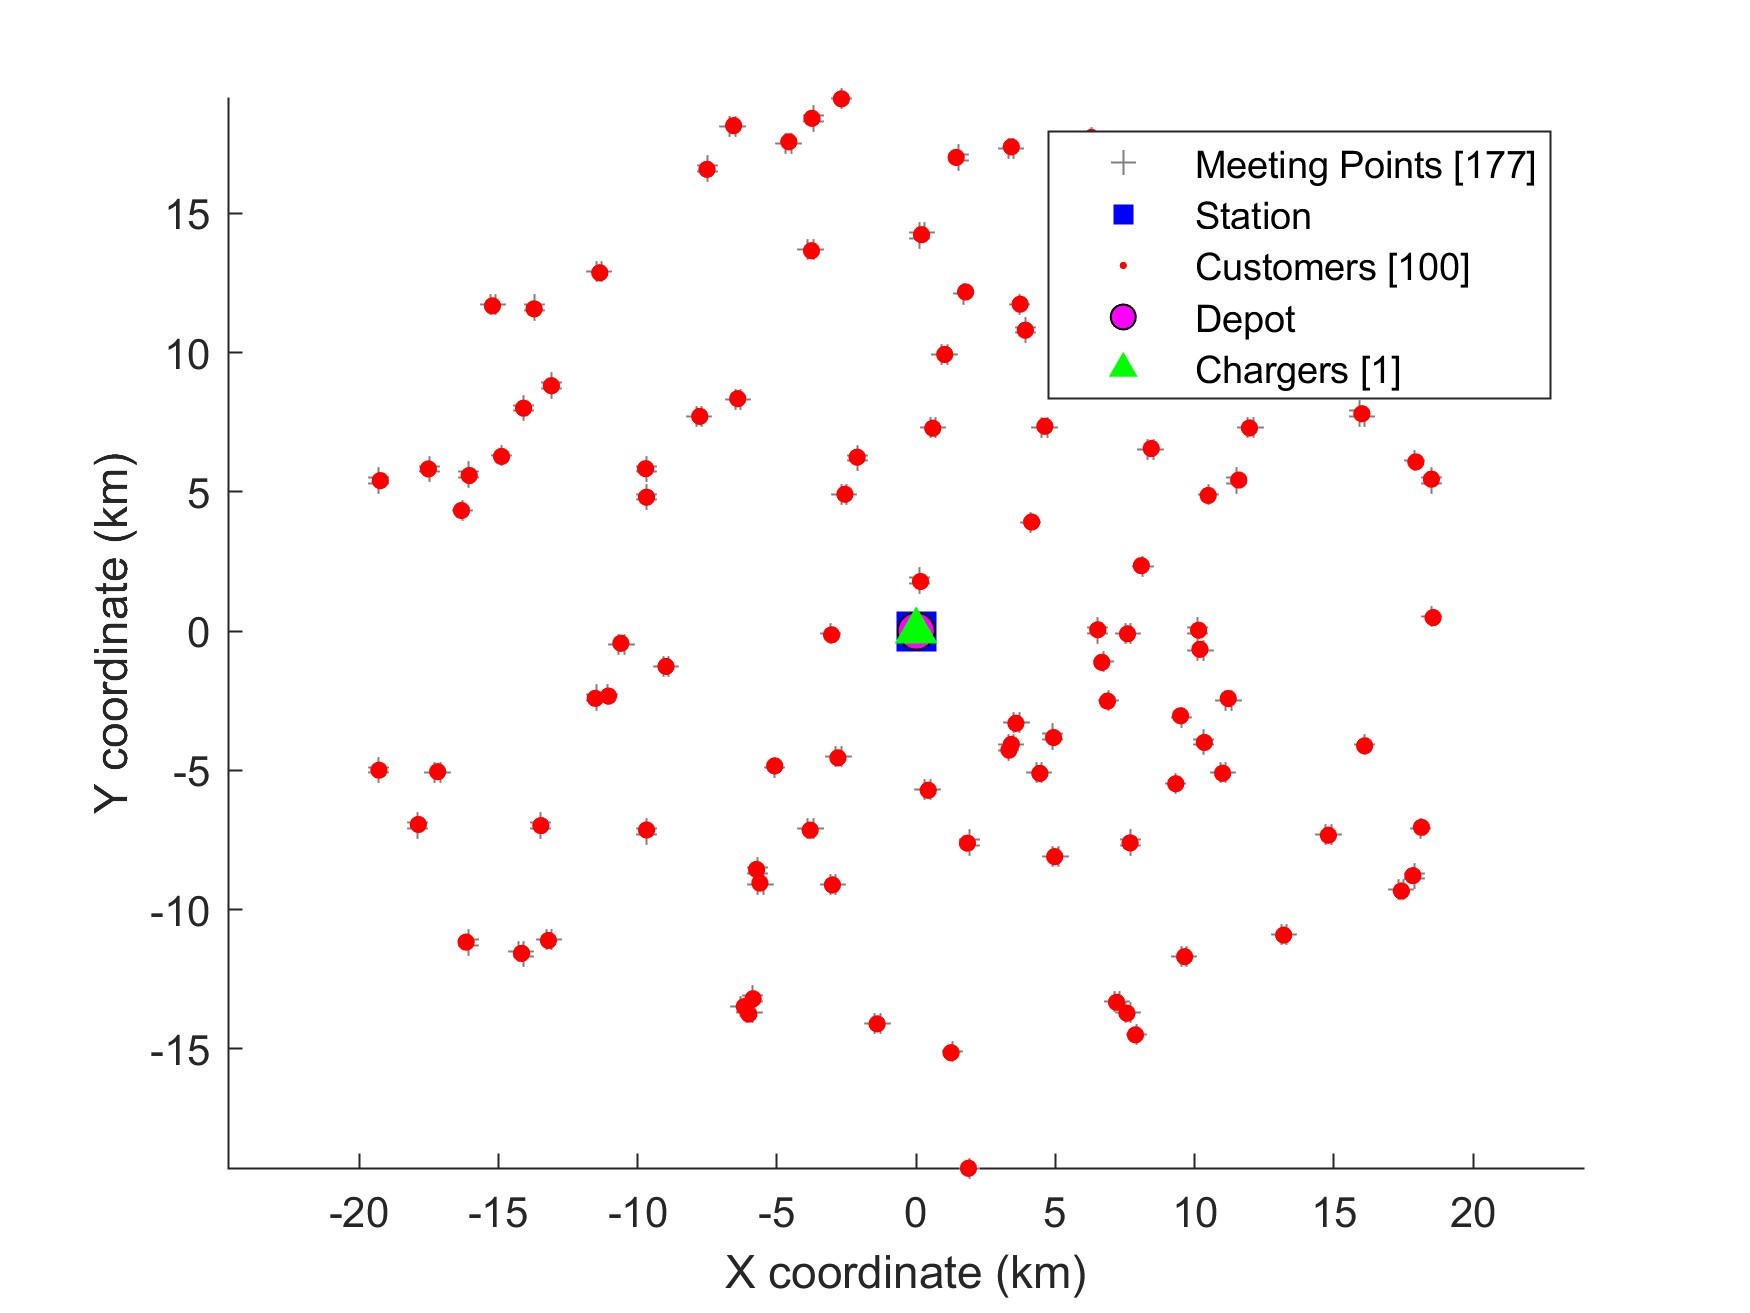 Meeting Points [177]
Station
Customers [100]
Depot
Chargers [1]
15
10
5
0
-5
-10
-15
Y coordinate (km)
-20 -15 -10 -5 0 5 10 15 20
X coordinate (km)